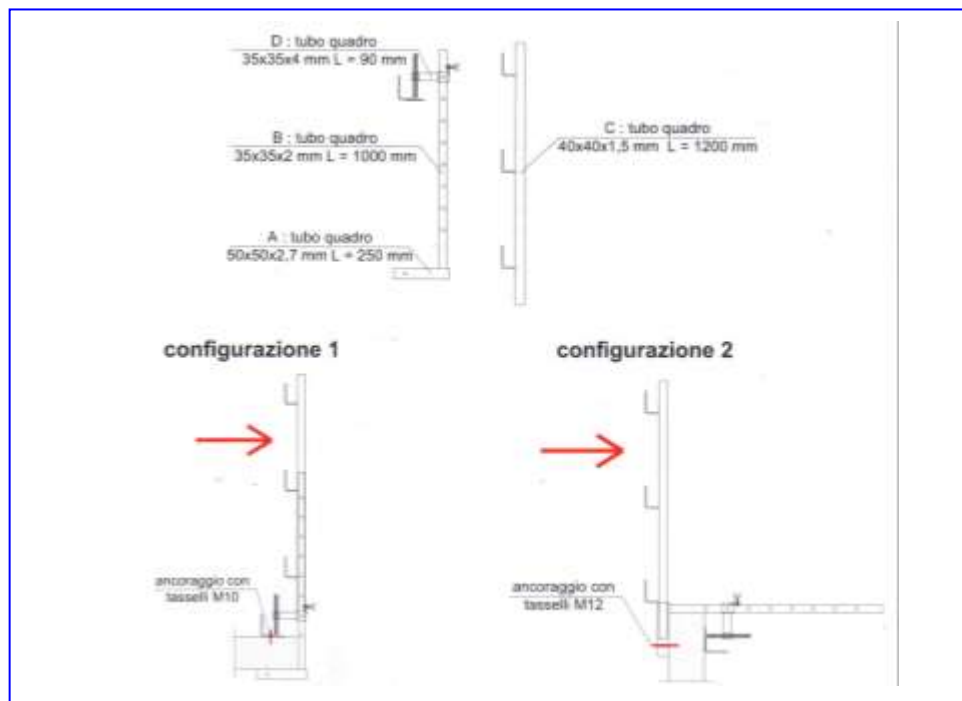 D : tubo quadro
35x35x4 mm L = 90 mm
B : tubo quadro
35x35x2 mm L = 1000 mm
C : tubo quadro
40x40x1,5 mm L = 1200 mm
A : tubo quadro
50x50x2,7 mm L = 250 mm
configurazione 1
configurazione 2
ancoraggio con
tasselli M10
ancoraggio con
tasselli M12